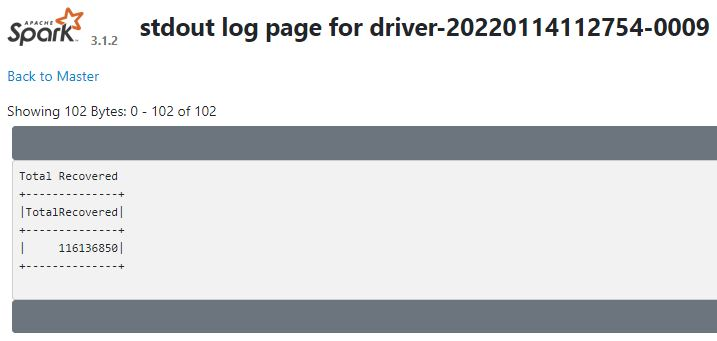 APACHE
Spark 3.1.2 stdout log page for driver-20220114112754-0009
Back to Master
Showing 102 Bytes: 0 - 102 of 102
Total Recovered
+--------------+
|TotalRecovered|
+--------------+
|     116136850|
+--------------+